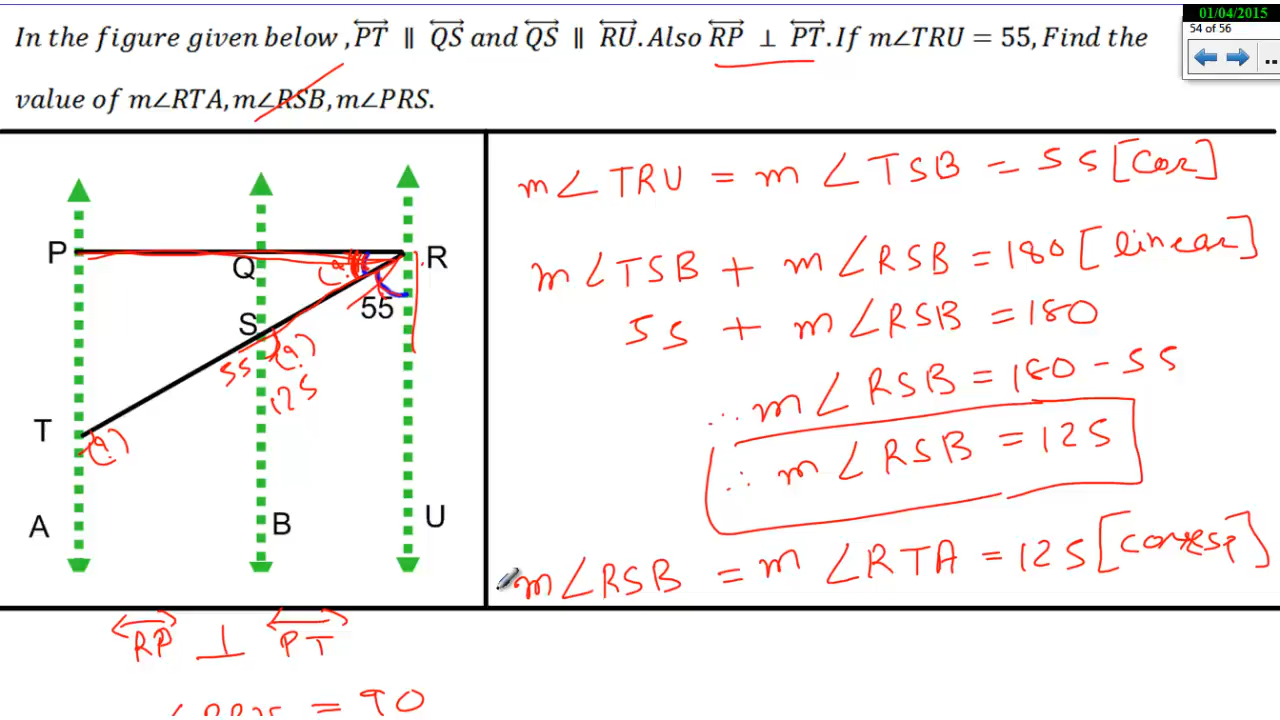 In the figure given below ,PT ∥ QS and QS ∥ RU.Also RP ⊥ PT.If m∠TRU = 55,Find the
value of m∠RTA,m∠RSB,m∠PRS.
01/04/2015
54 of 56
..
P
Q
R
(?)
55
S
(?)
55
125
T
(?)
A
B
U
m∠TRU = m∠TSB = 55 [cor]
m∠TSB + m∠RSB = 180 [linear]
55 + m∠RSB = 180
∴ m∠RSB = 180 - 55
∴ m∠RSB = 125
m∠RSB = m∠RTA = 125 [corresp]
RP ⊥ PT
= 90